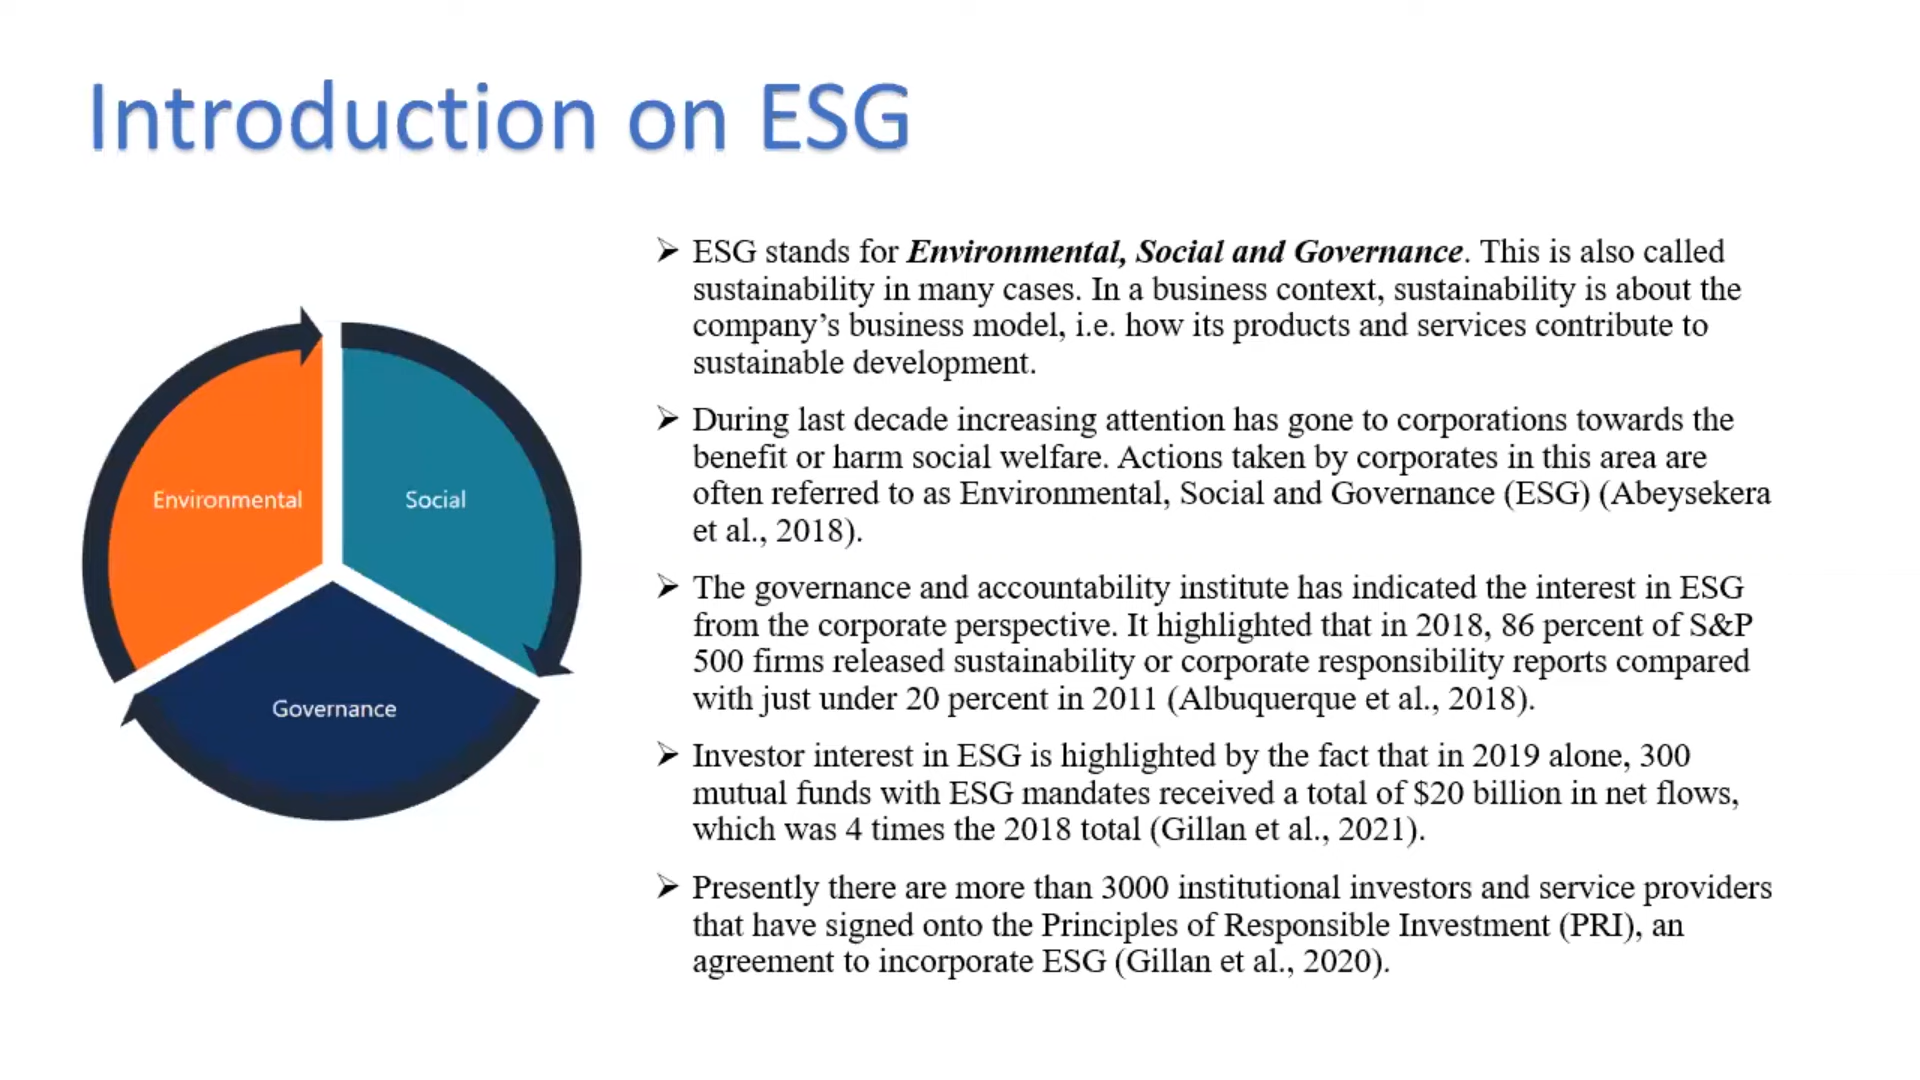 Introduction on ESG
Environmental
Social
Governance
➢ ESG stands for Environmental, Social and Governance. This is also called
sustainability in many cases. In a business context, sustainability is about the
company’s business model, i.e. how its products and services contribute to
sustainable development.
➢ During last decade increasing attention has gone to corporations towards the
benefit or harm social welfare. Actions taken by corporates in this area are
often referred to as Environmental, Social and Governance (ESG) (Abeysekera
et al., 2018).
➢ The governance and accountability institute has indicated the interest in ESG
from the corporate perspective. It highlighted that in 2018, 86 percent of S&P
500 firms released sustainability or corporate responsibility reports compared
with just under 20 percent in 2011 (Albuquerque et al., 2018).
➢ Investor interest in ESG is highlighted by the fact that in 2019 alone, 300
mutual funds with ESG mandates received a total of $20 billion in net flows,
which was 4 times the 2018 total (Gillan et al., 2021).
➢ Presently there are more than 3000 institutional investors and service providers
that have signed onto the Principles of Responsible Investment (PRI), an
agreement to incorporate ESG (Gillan et al., 2020).